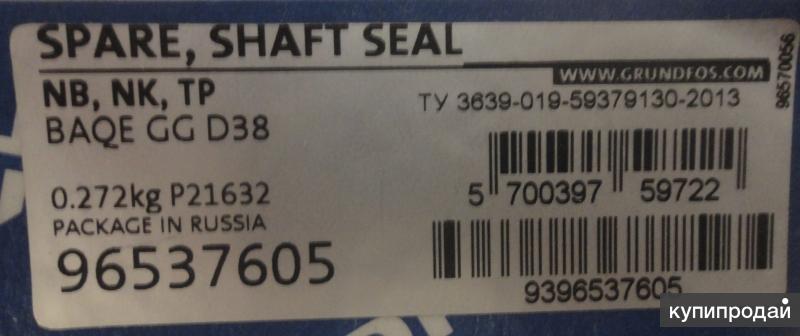 SPARE, SHAFT SEAL
WWW.GRUNDFOS.COM
96570056
NB, NK, TP
ТУ 3639-019-59379130-2013
BAQE GG D38
0.272kg P21632
5 700397 59722
PACKAGE IN RUSSIA
96537605
9396537605
купипродай